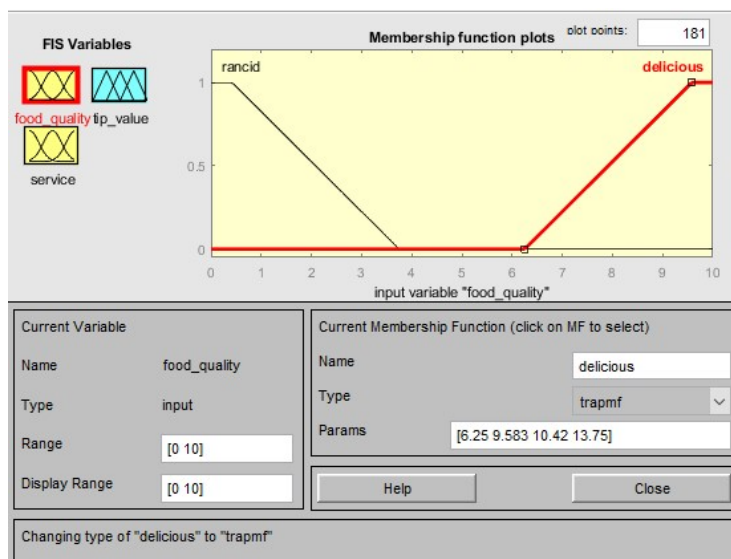 FIS Variables
food_quality
tip_value
service
Membership function plots
plot points:
181
rancid
delicious
1
0.5
0
0 1 2 3 4 5 6 7 8 9 10
input variable "food_quality"
Current Variable
Name food_quality
Type input
Range [0 10]
Display Range [0 10]
Current Membership Function (click on MF to select)
Name delicious
Type trapmf
Params [6.25 9.583 10.42 13.75]
Help Close
Changing type of "delicious" to "trapmf"